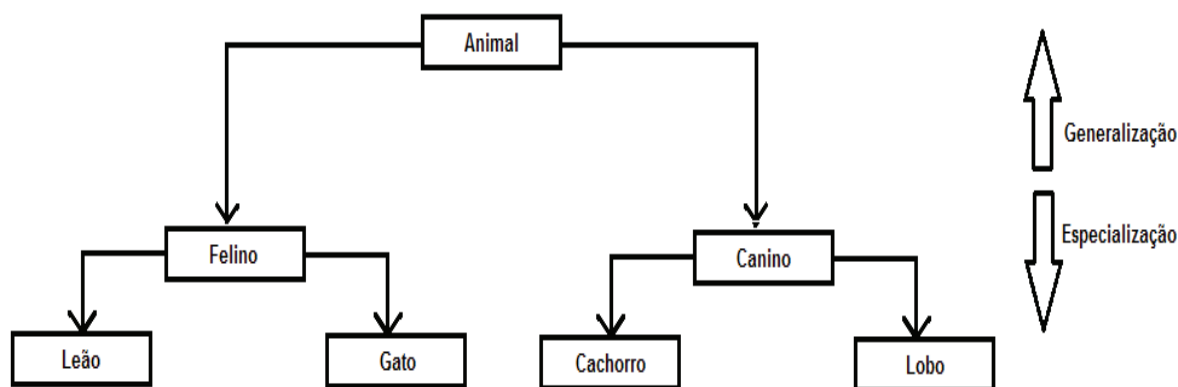 Animal
Generalização
Especialização
Felino
Canino
Leão
Gato
Cachorro
Lobo